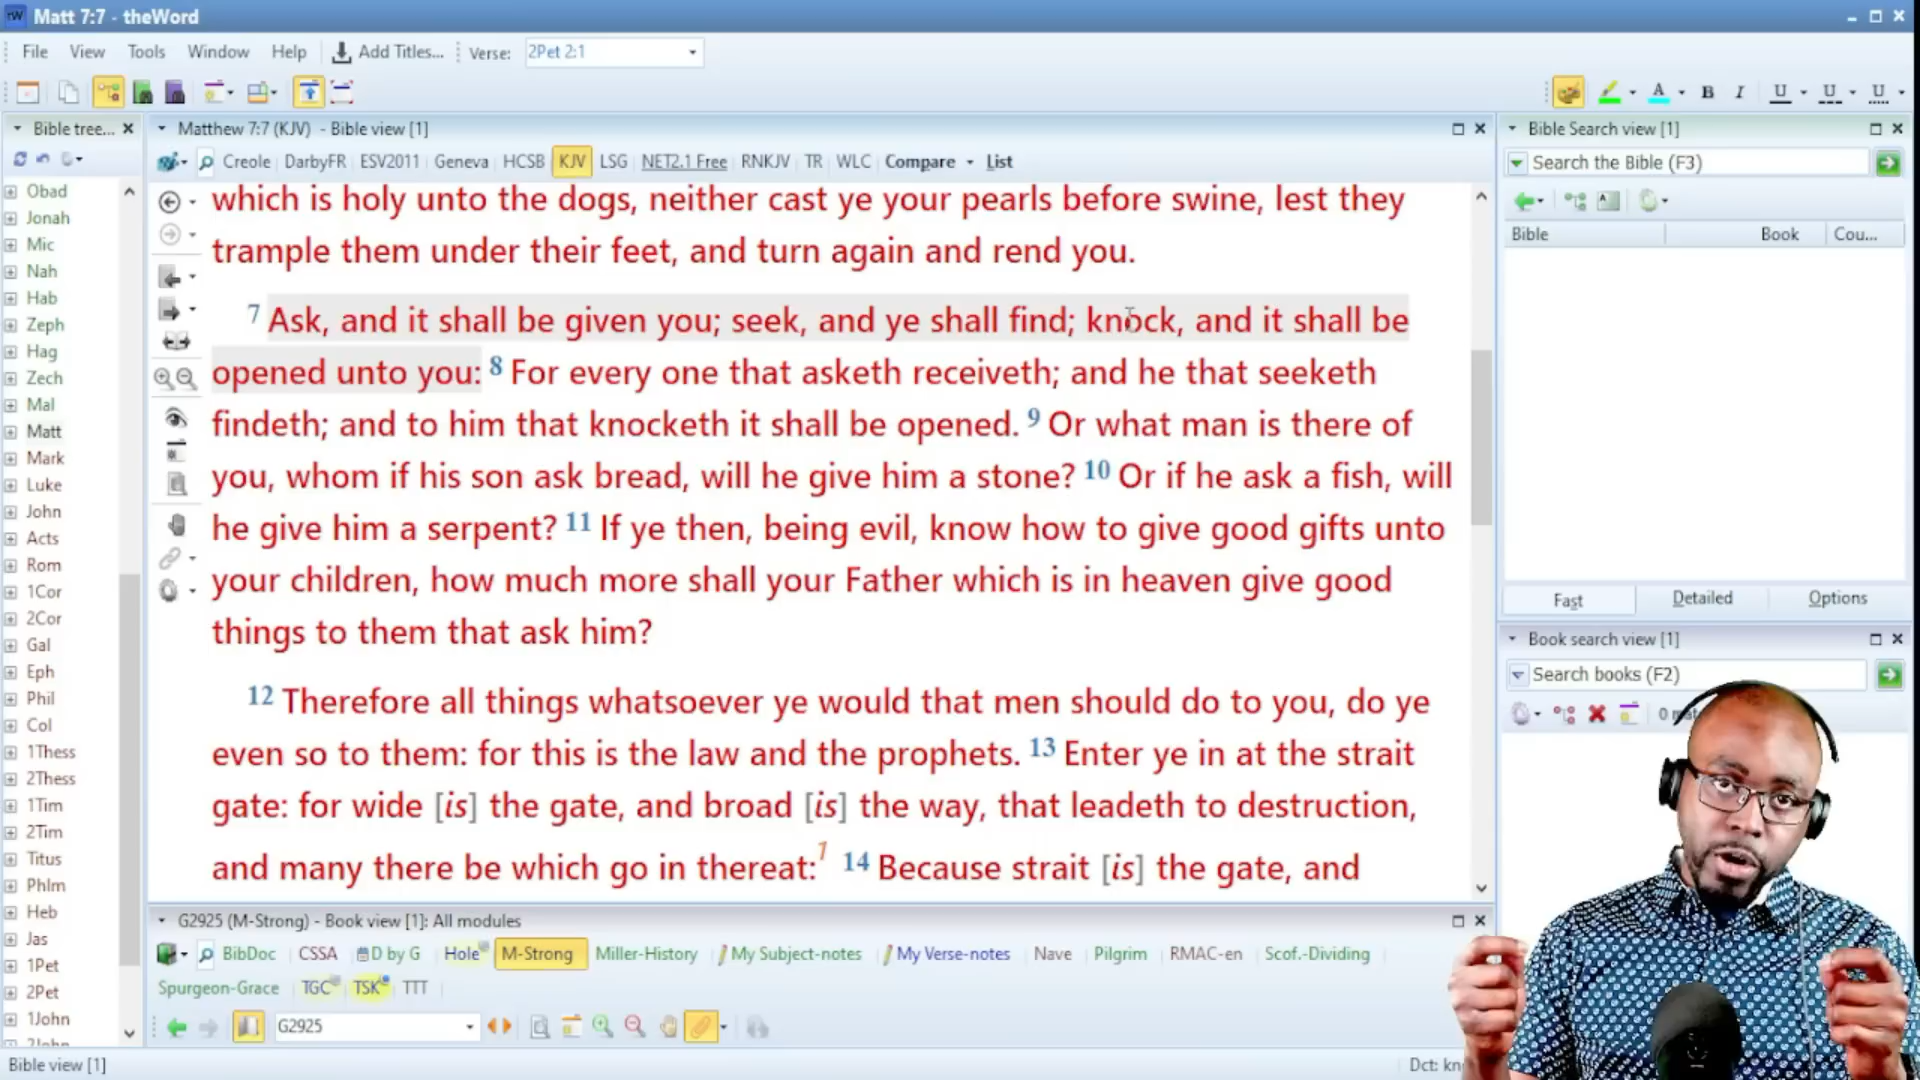 Matt 7:7 - theWord
File View Tools Window Help Add Titles... Verse: 2Pet 2:1
B I U U U
Bible tree...
Obad
Jonah
Mic
Nah
Hab
Zeph
Hag
Zech
Mal
Matt
Mark
Luke
John
Acts
Rom
1Cor
2Cor
Gal
Eph
Phil
Col
1Thess
2Thess
1Tim
2Tim
Titus
Phlm
Heb
Jas
1Pet
2Pet
1John
2John
Matthew 7:7 (KJV) - Bible view [1]
Creole DarbyFR ESV2011 Geneva HCSB KJV LSG NET2.1 Free RNKJV TR WLC Compare List
which is holy unto the dogs, neither cast ye your pearls before swine, lest they
trample them under their feet, and turn again and rend you.
7 Ask, and it shall be given you; seek, and ye shall find; knock, and it shall be
opened unto you: 8 For every one that asketh receiveth; and he that seeketh
findeth; and to him that knocketh it shall be opened. 9 Or what man is there of
you, whom if his son ask bread, will he give him a stone? 10 Or if he ask a fish, will
he give him a serpent? 11 If ye then, being evil, know how to give good gifts unto
your children, how much more shall your Father which is in heaven give good
things to them that ask him?
12 Therefore all things whatsoever ye would that men should do to you, do ye
even so to them: for this is the law and the prophets. 13 Enter ye in at the strait
gate: for wide [is] the gate, and broad [is] the way, that leadeth to destruction,
and many there be which go in thereat:1 14 Because strait [is] the gate, and
G2925 (M-Strong) - Book view [1]: All modules
BibDoc CSSA D by G Hole M-Strong Miller-History My Subject-notes My Verse-notes Nave Pilgrim RMAC-en Scof.-Dividing
Spurgeon-Grace TGC TSK TTT
G2925
Bible Search view [1]
Search the Bible (F3)
Bible Book Cou...
Fast Detailed Options
Book search view [1]
Search books (F2)
0
Bible view [1]
Dct: